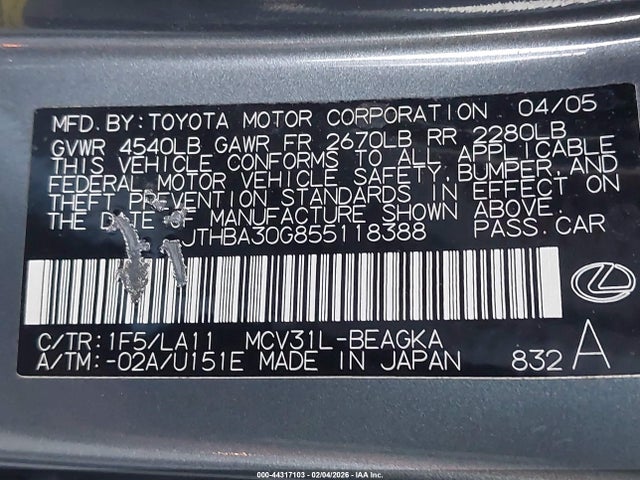 MFD. BY: TOYOTA MOTOR CORPORATION 04/05
GVWR 4540LB GAWR FR 2670LB RR 2280LB
THIS VEHICLE CONFORMS TO ALL APPLICABLE
FEDERAL MOTOR VEHICLE SAFETY, BUMPER, AND
THEFT PREVENTION STANDARDS IN EFFECT ON
THE DATE OF MANUFACTURE SHOWN ABOVE.
JTHBA30G855118388 PASS. CAR
C/TR: 1F5/LA11 MCV31L-BEAGKA
A/TM: -02A/U151E MADE IN JAPAN 832 A
000-44317103 - 02/04/2026 - IAA Inc.